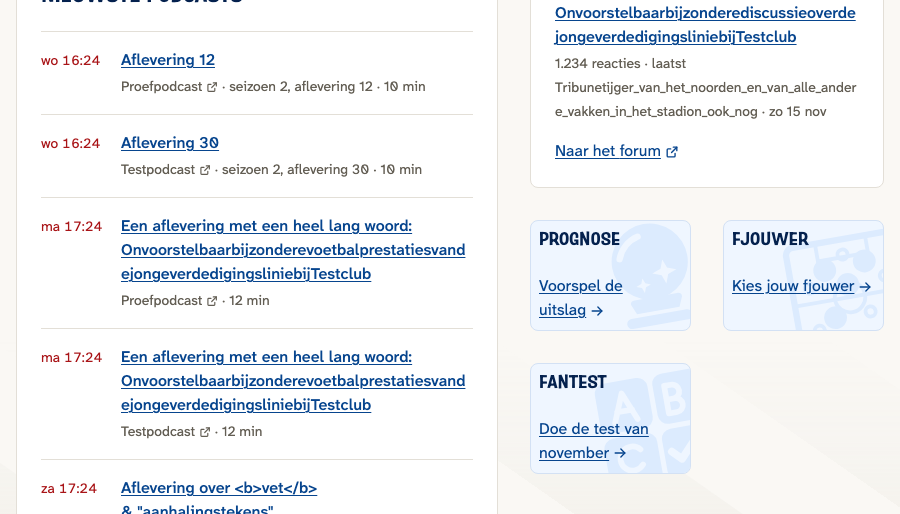 wo 16:24 Aflevering 12
Proefpodcast · seizoen 2, aflevering 12 · 10 min
wo 16:24 Aflevering 30
Testpodcast · seizoen 2, aflevering 30 · 10 min
ma 17:24 Een aflevering met een heel lang woord:
Onvoorstelbaarbijzonderevoetbalprestatiesvand
ejongeverdedigingsliniebijTestclub
Proefpodcast · 12 min
ma 17:24 Een aflevering met een heel lang woord:
Onvoorstelbaarbijzonderevoetbalprestatiesvand
ejongeverdedigingsliniebijTestclub
Testpodcast · 12 min
za 17:24 Aflevering over <b>vet</b>
& "aanhalingstekens"
Onvoorstelbaarbijzonderediscussieoverde
jongeverdedigingsliniebijTestclub
1.234 reacties · laatst
Tribunetijger_van_het_noorden_en_van_alle_ander
e_vakken_in_het_stadion_ook_nog · zo 15 nov
Naar het forum
PROGNOSE
Voorspel de
uitslag →
FJOUWER
Kies jouw fjouwer →
FANTEST
Doe de test van
november →
A B
C